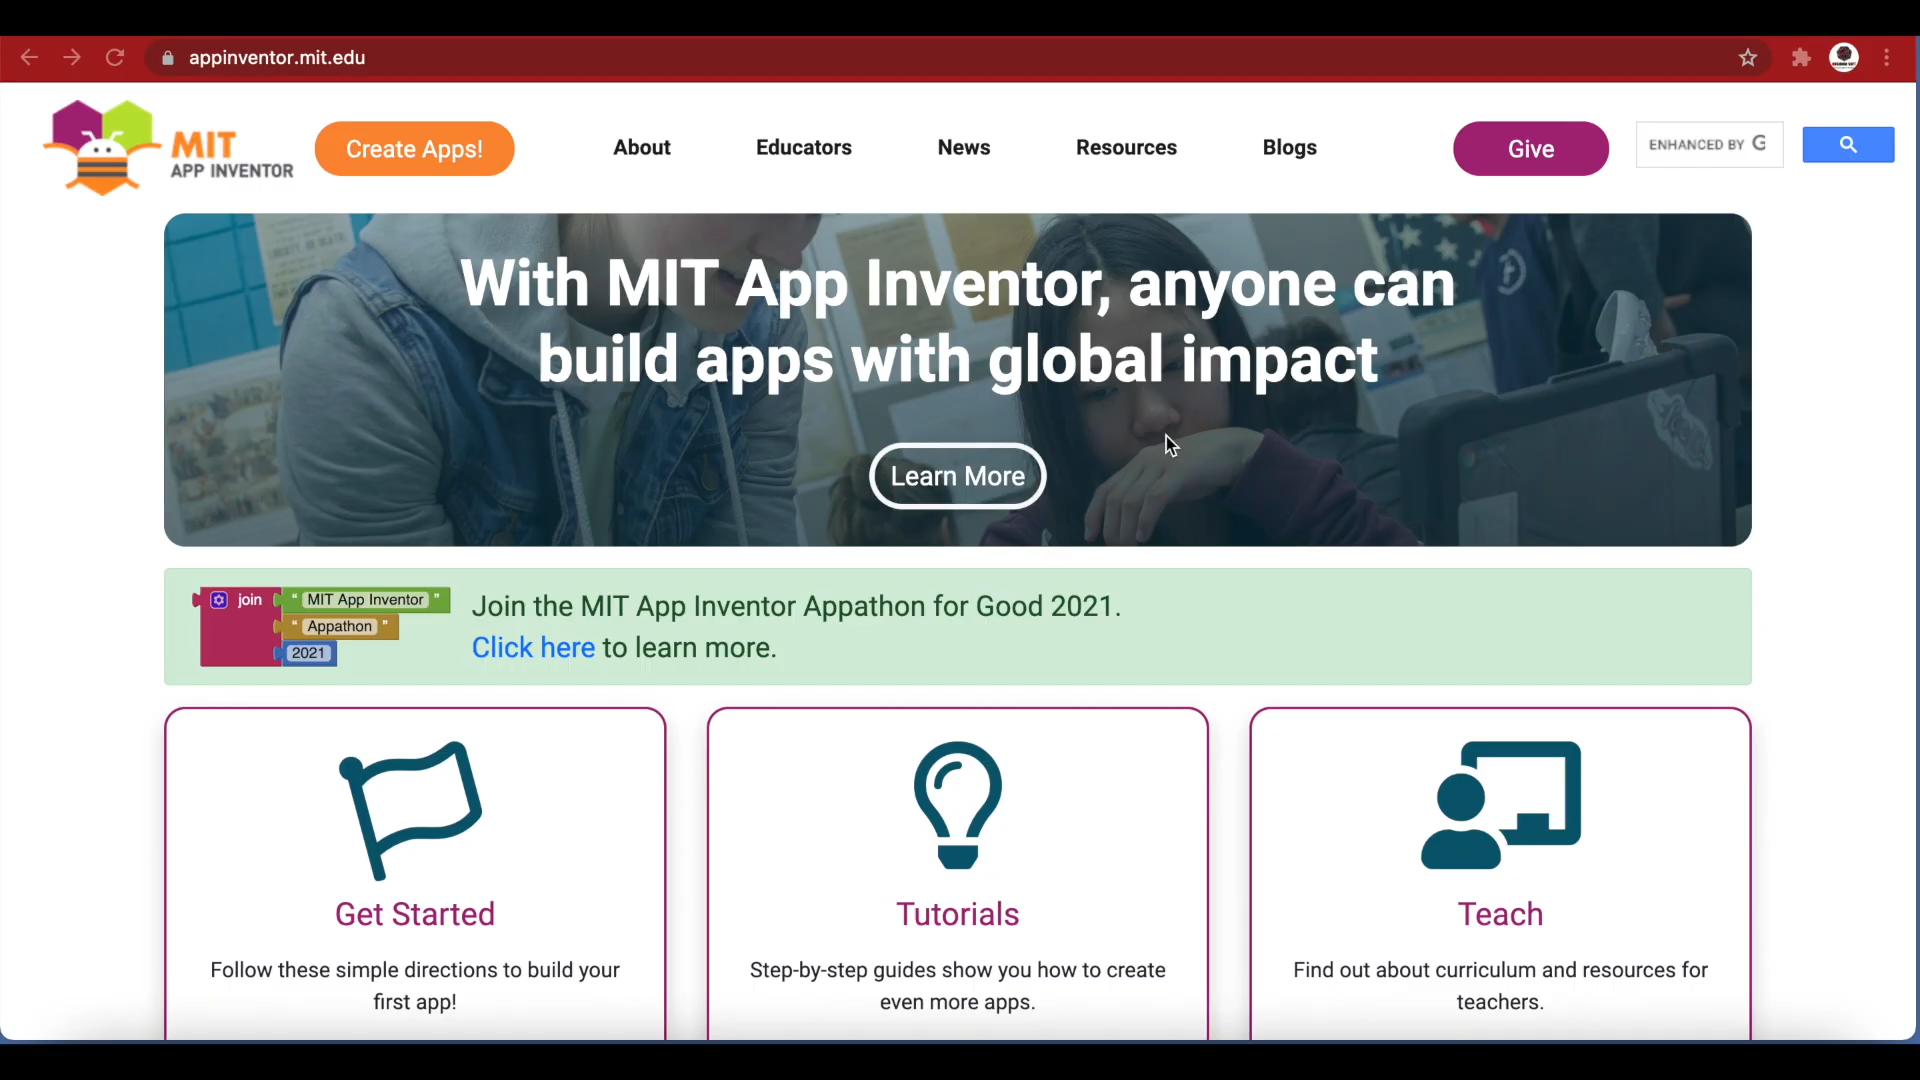 appinventor.mit.edu
MIT
APP INVENTOR
Create Apps!
About
Educators
News
Resources
Blogs
Give
ENHANCED BY G
With MIT App Inventor, anyone can
build apps with global impact
Learn More
join
“ MIT App Inventor ”
“ Appathon ”
2021
Join the MIT App Inventor Appathon for Good 2021.
Click here to learn more.
Get Started
Follow these simple directions to build your
first app!
Tutorials
Step-by-step guides show you how to create
even more apps.
Teach
Find out about curriculum and resources for
teachers.